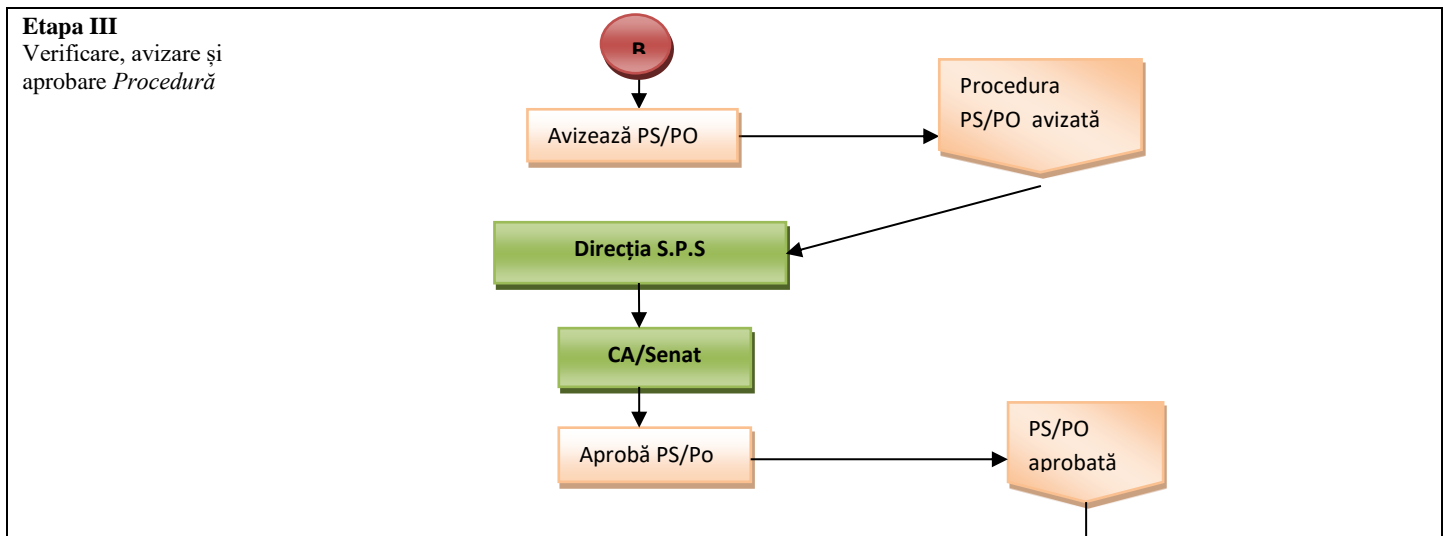 Etapa III
Verificare, avizare și
aprobare Procedură
B
Avizează PS/PO
Procedura
PS/PO avizată
Direcția S.P.S
CA/Senat
Aprobă PS/Po
PS/PO
aprobată